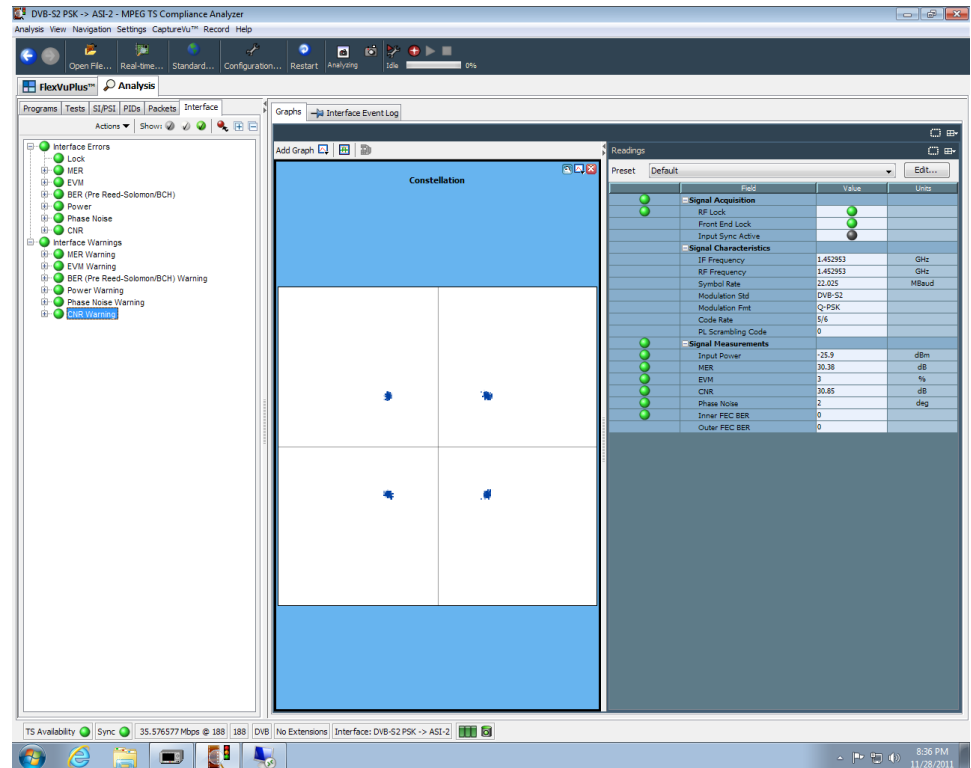 DVB-S2 PSK -> ASI-2 - MPEG TS Compliance Analyzer
Analysis View Navigation Settings CaptureVu™ Record Help
Open File... Real-time... Standard... Configuration... Restart Analyzing Idle 0%
FlexVuPlus™ Analysis
Programs Tests SI/PSI PIDs Packets Interface
Actions Show:
Interface Errors
Lock
MER
EVM
BER (Pre Reed-Solomon/BCH)
Power
Phase Noise
CNR
Interface Warnings
MER Warning
EVM Warning
BER (Pre Reed-Solomon/BCH) Warning
Power Warning
Phase Noise Warning
CNR Warning
Graphs Interface Event Log
Add Graph
Constellation
Readings
Preset Default Edit...
Field Value Units
Signal Acquisition
RF Lock
Front End Lock
Input Sync Active
Signal Characteristics
IF Frequency 1.452953 GHz
RF Frequency 1.452953 GHz
Symbol Rate 22.025 MBaud
Modulation Std DVB-S2
Modulation Fmt Q-PSK
Code Rate 5/6
PL Scrambling Code 0
Signal Measurements
Input Power -25.9 dBm
MER 30.38 dB
EVM 3 %
CNR 30.85 dB
Phase Noise 2 deg
Inner FEC BER 0
Outer FEC BER 0
TS Availability Sync 35.576577 Mbps @ 188 188 DVB No Extensions Interface: DVB-S2 PSK -> ASI-2
8:36 PM
11/28/2011